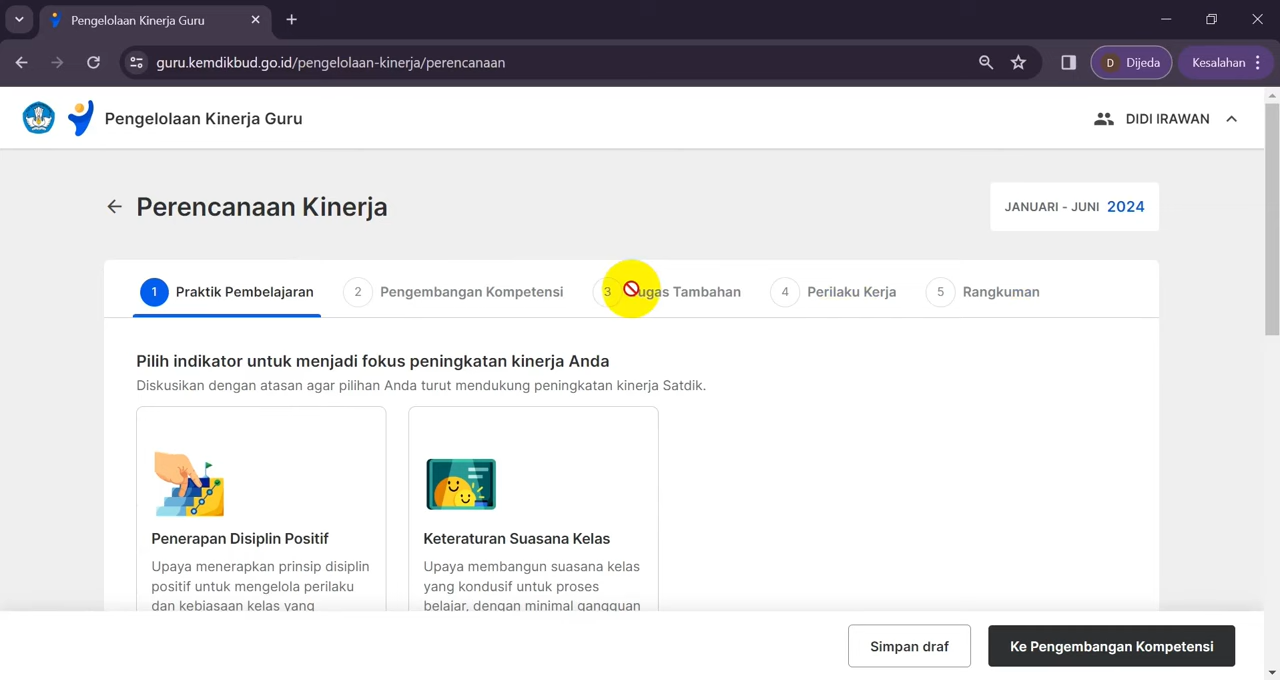 Pengelolaan Kinerja Guru
guru.kemdikbud.go.id/pengelolaan-kinerja/perencanaan
D Dijeda
Kesalahan
Pengelolaan Kinerja Guru
DIDI IRAWAN
Perencanaan Kinerja
JANUARI - JUNI 2024
1 Praktik Pembelajaran
2 Pengembangan Kompetensi
3 Tugas Tambahan
4 Perilaku Kerja
5 Rangkuman
Pilih indikator untuk menjadi fokus peningkatan kinerja Anda
Diskusikan dengan atasan agar pilihan Anda turut mendukung peningkatan kinerja Satdik.
Penerapan Disiplin Positif
Upaya menerapkan prinsip disiplin
positif untuk mengelola perilaku
dan kebiasaan kelas yang
Keteraturan Suasana Kelas
Upaya membangun suasana kelas
yang kondusif untuk proses
belajar, dengan minimal gangguan
Simpan draf
Ke Pengembangan Kompetensi